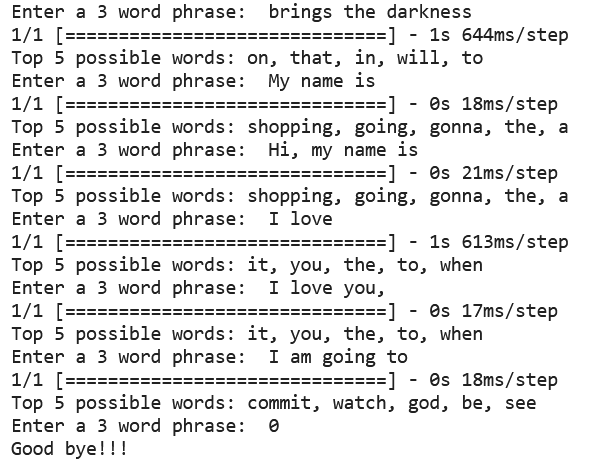 Enter a 3 word phrase:  brings the darkness
1/1 [==============================] - 1s 644ms/step
Top 5 possible words: on, that, in, will, to
Enter a 3 word phrase:  My name is
1/1 [==============================] - 0s 18ms/step
Top 5 possible words: shopping, going, gonna, the, a
Enter a 3 word phrase:  Hi, my name is
1/1 [==============================] - 0s 21ms/step
Top 5 possible words: shopping, going, gonna, the, a
Enter a 3 word phrase:  I love
1/1 [==============================] - 1s 613ms/step
Top 5 possible words: it, you, the, to, when
Enter a 3 word phrase:  I love you,
1/1 [==============================] - 0s 17ms/step
Top 5 possible words: it, you, the, to, when
Enter a 3 word phrase:  I am going to
1/1 [==============================] - 0s 18ms/step
Top 5 possible words: commit, watch, god, be, see
Enter a 3 word phrase:  0
Good bye!!!